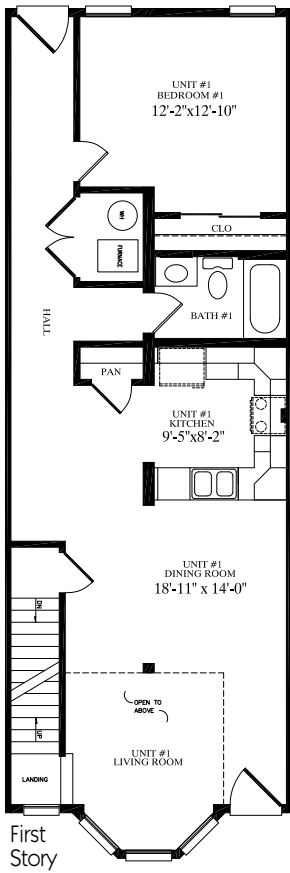 UNIT #1
BEDROOM #1
12'-2"x12'-10"
WH
FURNACE
CLO
HALL
BATH #1
PAN
UNIT #1
KITCHEN
9'-5"x8'-2"
UNIT #1
DINING ROOM
18'-11" x 14'-0"
DN
OPEN TO
ABOVE
UP
UNIT #1
LIVING ROOM
LANDING
First
Story